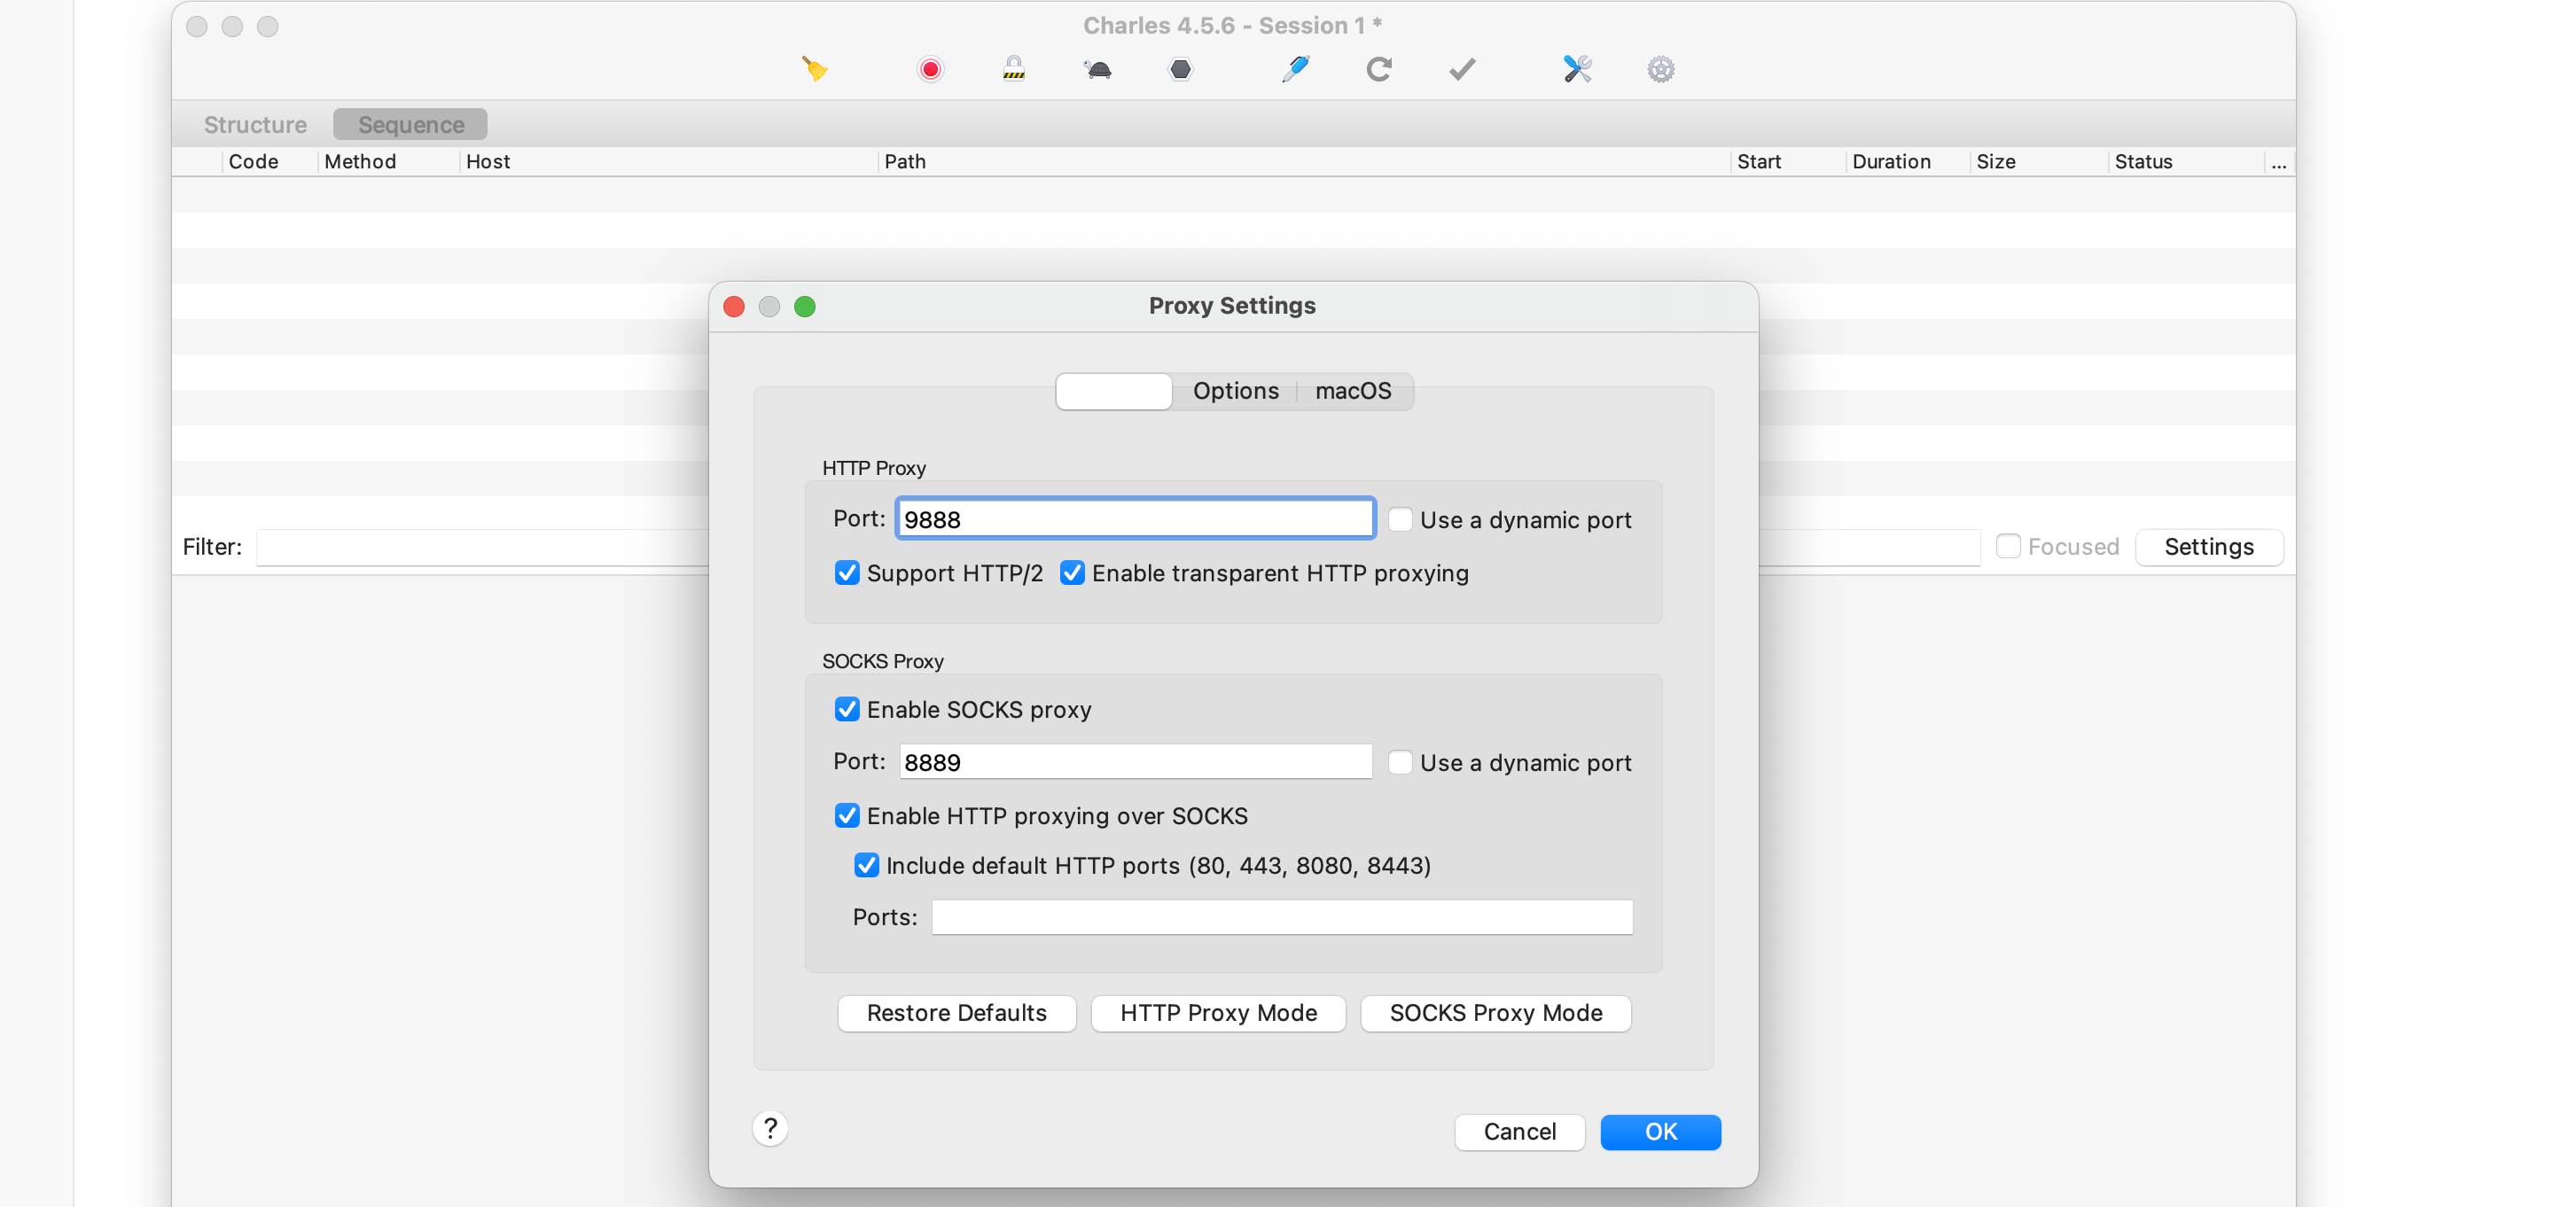 Charles 4.5.6 - Session 1 *
Structure Sequence
Code Method Host Path Start Duration Size Status ...
Proxy Settings
Options macOS
HTTP Proxy
Port: 9888 Use a dynamic port
Filter: Focused Settings
Support HTTP/2 Enable transparent HTTP proxying
SOCKS Proxy
Enable SOCKS proxy
Port: 8889 Use a dynamic port
Enable HTTP proxying over SOCKS
Include default HTTP ports (80, 443, 8080, 8443)
Ports:
Restore Defaults HTTP Proxy Mode SOCKS Proxy Mode
? Cancel OK